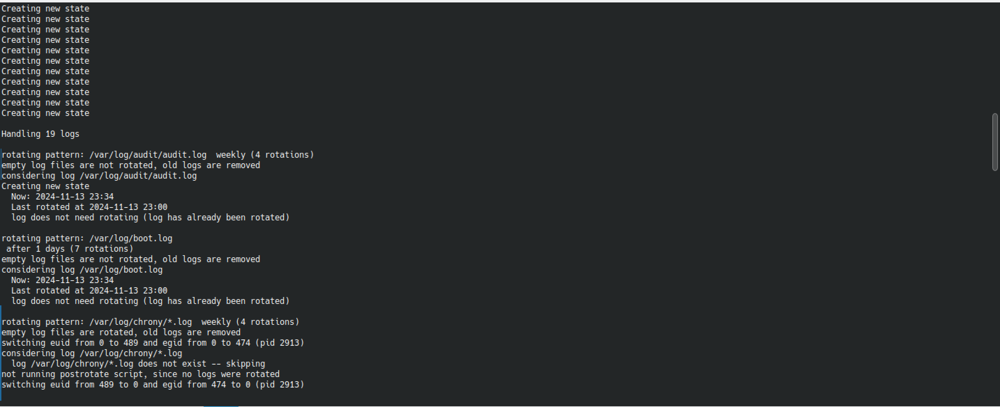 Creating new state
Creating new state
Creating new state
Creating new state
Creating new state
Creating new state
Creating new state
Creating new state
Creating new state
Creating new state
Creating new state

Handling 19 logs

rotating pattern: /var/log/audit/audit.log  weekly (4 rotations)
empty log files are not rotated, old logs are removed
considering log /var/log/audit/audit.log
Creating new state
  Now: 2024-11-13 23:34
  Last rotated at 2024-11-13 23:00
  log does not need rotating (log has already been rotated)

rotating pattern: /var/log/boot.log
 after 1 days (7 rotations)
empty log files are not rotated, old logs are removed
considering log /var/log/boot.log
  Now: 2024-11-13 23:34
  Last rotated at 2024-11-13 23:00
  log does not need rotating (log has already been rotated)

rotating pattern: /var/log/chrony/*.log  weekly (4 rotations)
empty log files are rotated, old logs are removed
switching euid from 0 to 489 and egid from 0 to 474 (pid 2913)
considering log /var/log/chrony/*.log
  log /var/log/chrony/*.log does not exist -- skipping
not running postrotate script, since no logs were rotated
switching euid from 489 to 0 and egid from 474 to 0 (pid 2913)